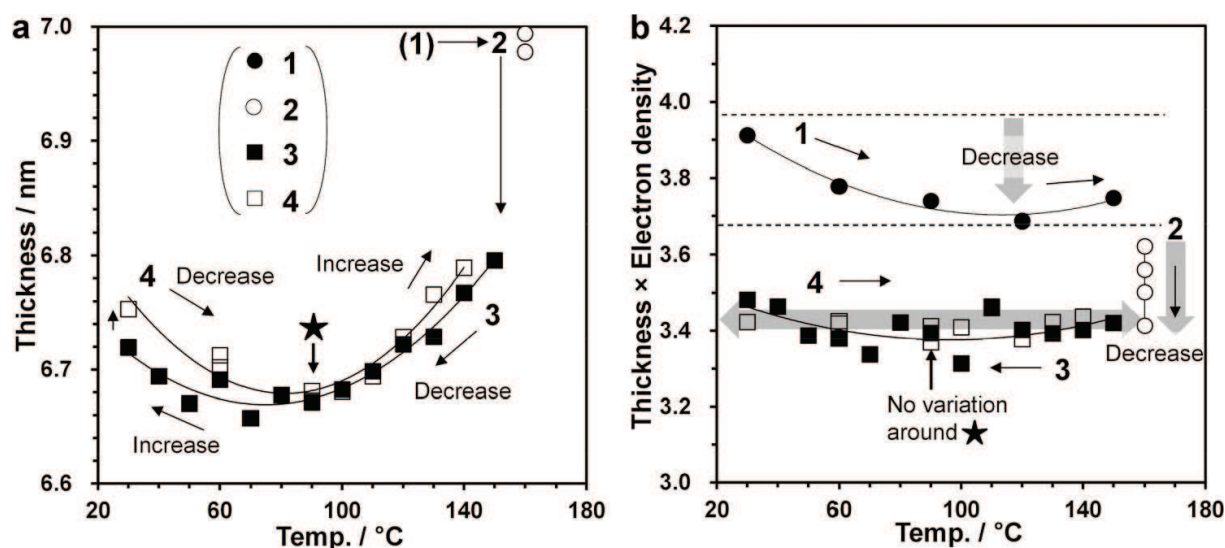 a
7.0
6.9
6.8
6.7
6.6
Thickness / nm
1
2
3
4
(1)
2
4
Decrease
Increase
★
3
Decrease
Increase
20
60
100
140
180
Temp. / °C
b
4.2
4.0
3.8
3.6
3.4
3.2
3.0
Thickness × Electron density
1
Decrease
2
4
Decrease
3
No variation
around ★
20
60
100
140
180
Temp. / °C